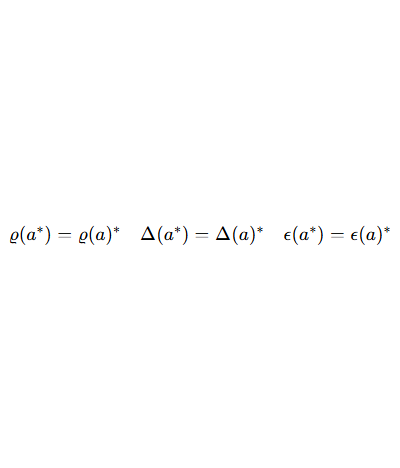 ϱ(a*) = ϱ(a)* Δ(a*) = Δ(a)* ϵ(a*) = ϵ(a)*